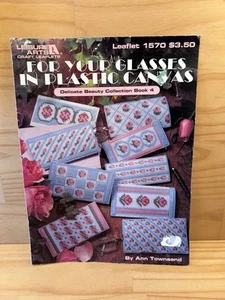 LEISURE ARTS
CRAFT LEAFLETS
Leaflet 1570 $3.50
FOR YOUR GLASSES
IN PLASTIC CANVAS
Delicate Beauty Collection Book 4
By Ann Townsend